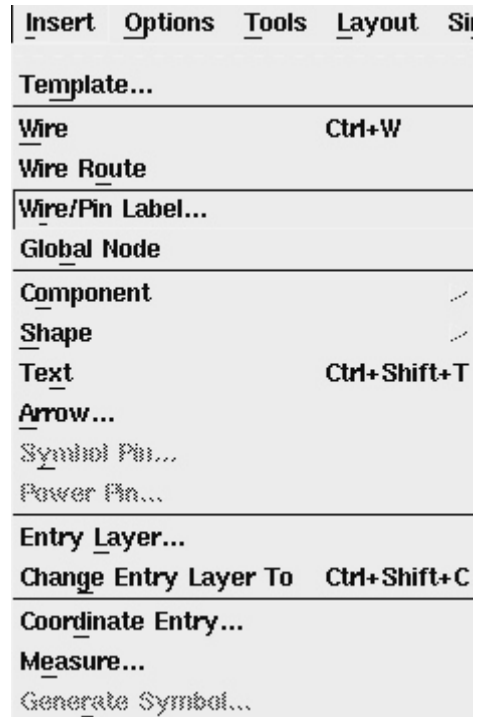 Insert Options Tools Layout Si
Template...
Wire Ctrl+W
Wire Route
Wire/Pin Label...
Global Node
Component
Shape
Text Ctrl+Shift+T
Arrow...
Symbol Pin...
Power Pin...
Entry Layer...
Change Entry Layer To Ctrl+Shift+C
Coordinate Entry...
Measure...
Generate Symbol...